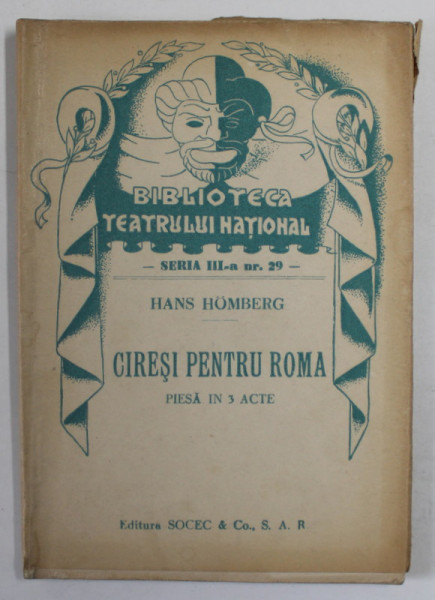 BIBLIOTECA
TEATRULUI NAȚIONAL
— SERIA III-a nr. 29 —
HANS HÖMBERG
CIREȘI PENTRU ROMA
PIESĂ IN 3 ACTE
Editura SOCEC & Co., S. A. R.